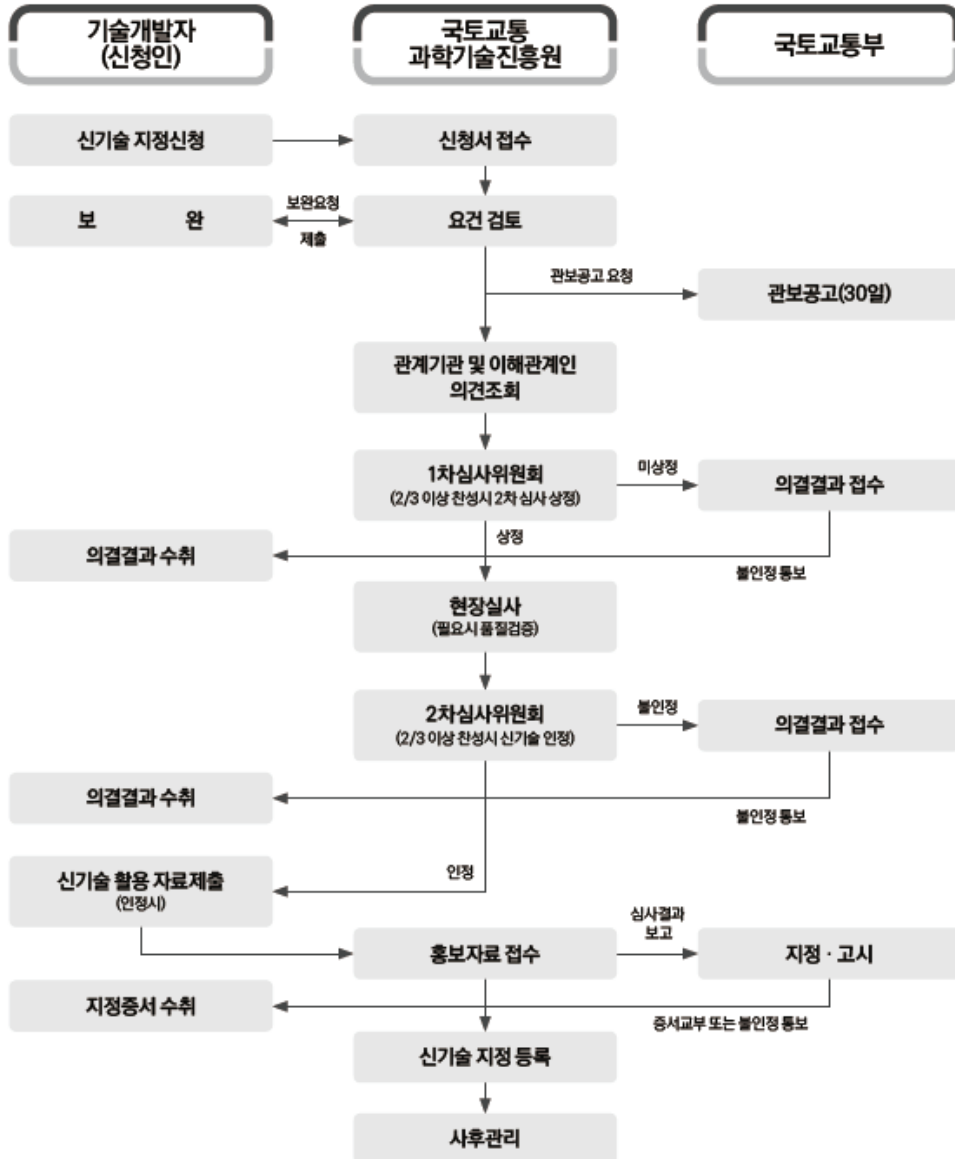 기술개발자
(신청인)
국토교통
과학기술진흥원
국토교통부
신기술 지정신청
신청서 접수
보 완
보완요청
제출
요건 검토
관보공고 요청
관보공고(30일)
관계기관 및 이해관계인
의견조회
1차심사위원회
(2/3 이상 찬성시 2차 심사 상정)
미상정
의결결과 접수
상정
의결결과 수취
불인정 통보
현장실사
(필요시 품질검증)
2차심사위원회
(2/3 이상 찬성시 신기술 인정)
불인정
의결결과 접수
의결결과 수취
불인정 통보
신기술 활용 자료제출
(인정시)
인정
홍보자료 접수
심사결과
보고
지정 · 고시
지정증서 수취
증서교부 또는 불인정 통보
신기술 지정 등록
사후관리